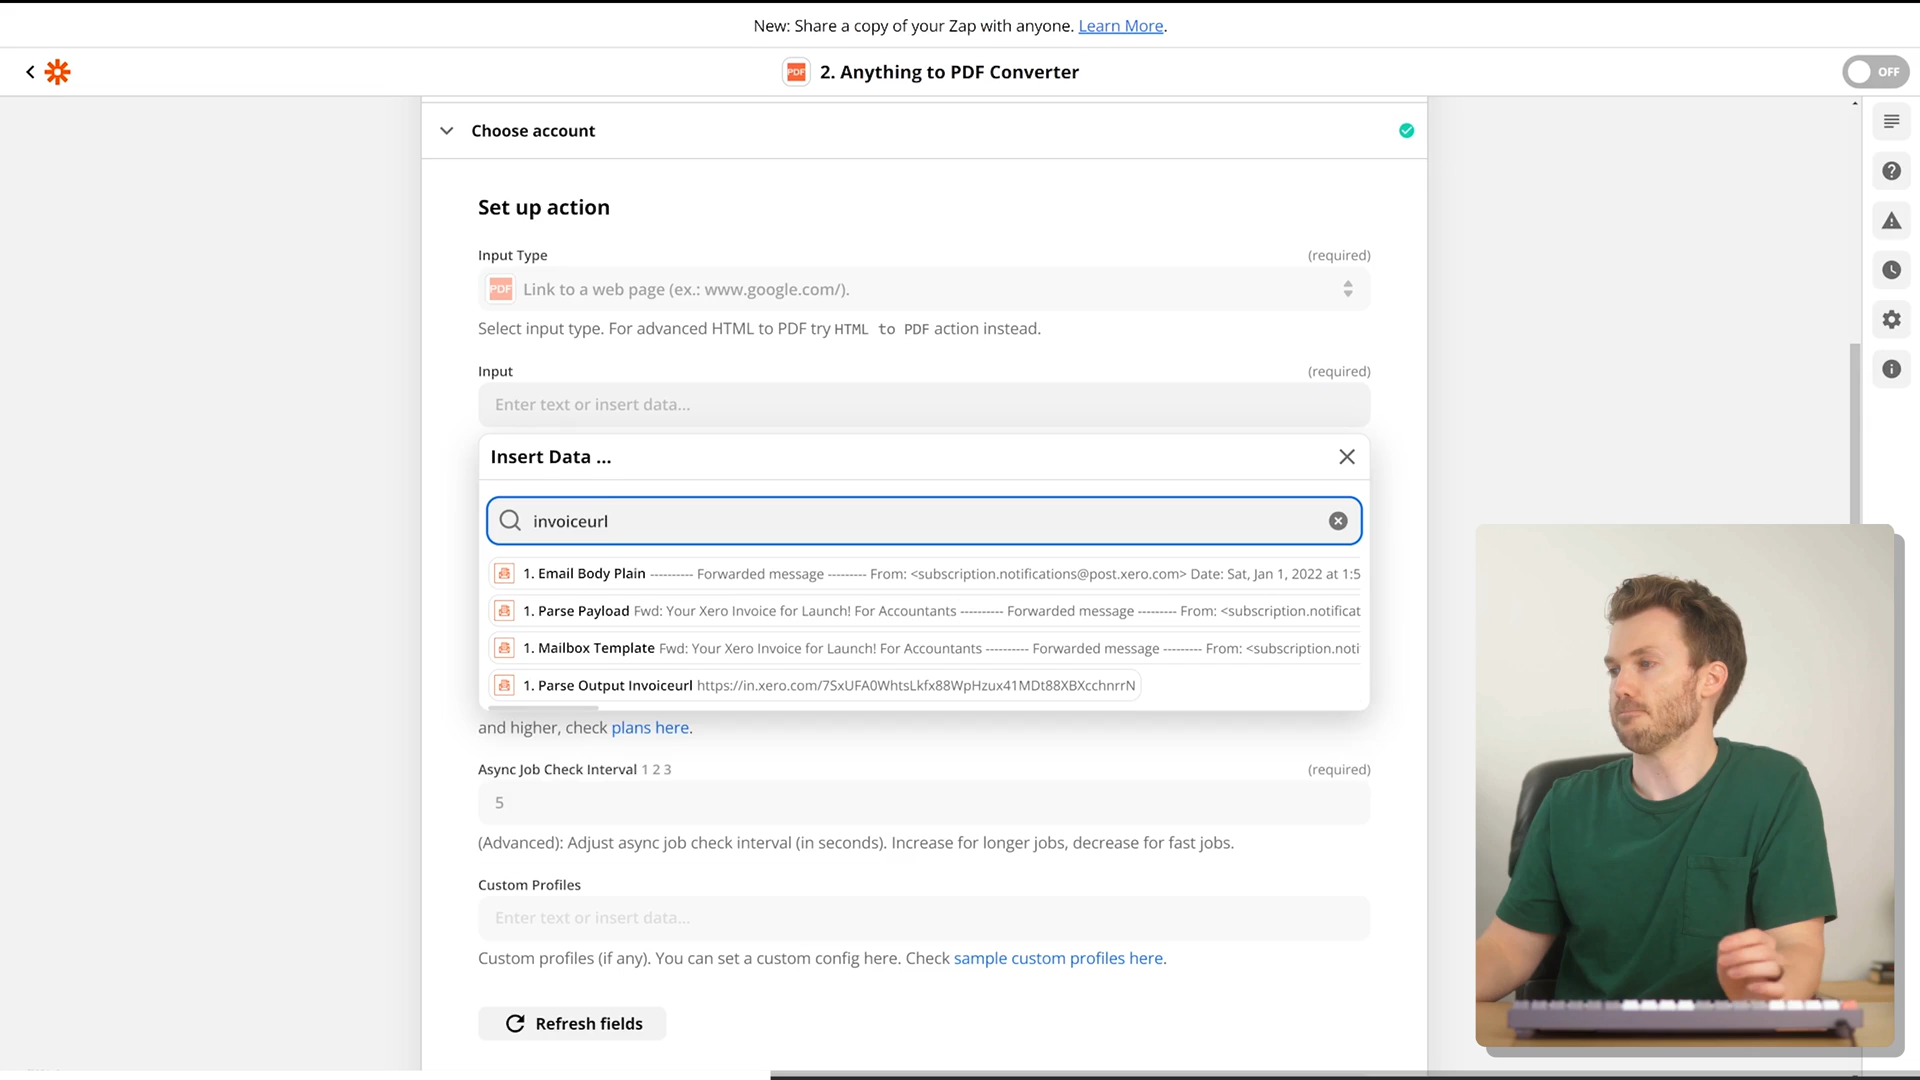 New: Share a copy of your Zap with anyone. Learn More.
PDF 2. Anything to PDF Converter
OFF
Choose account
Set up action
Input Type (required)
PDF Link to a web page (ex.: www.google.com/).
Select input type. For advanced HTML to PDF try HTML to PDF action instead.
Input (required)
Enter text or insert data...
Insert Data ...
invoiceurl
1. Email Body Plain ---------- Forwarded message --------- From: <subscription.notifications@post.xero.com> Date: Sat, Jan 1, 2022 at 1:5
1. Parse Payload Fwd: Your Xero Invoice for Launch! For Accountants ---------- Forwarded message --------- From: <subscription.notificat
1. Mailbox Template Fwd: Your Xero Invoice for Launch! For Accountants ---------- Forwarded message --------- From: <subscription.noti
1. Parse Output Invoiceurl https://in.xero.com/7SxUFA0WhtsLkfx88WpHzux41MDt88XBXcchnrrN
and higher, check plans here.
Async Job Check Interval 1 2 3 (required)
5
(Advanced): Adjust async job check interval (in seconds). Increase for longer jobs, decrease for fast jobs.
Custom Profiles
Enter text or insert data...
Custom profiles (if any). You can set a custom config here. Check sample custom profiles here.
Refresh fields